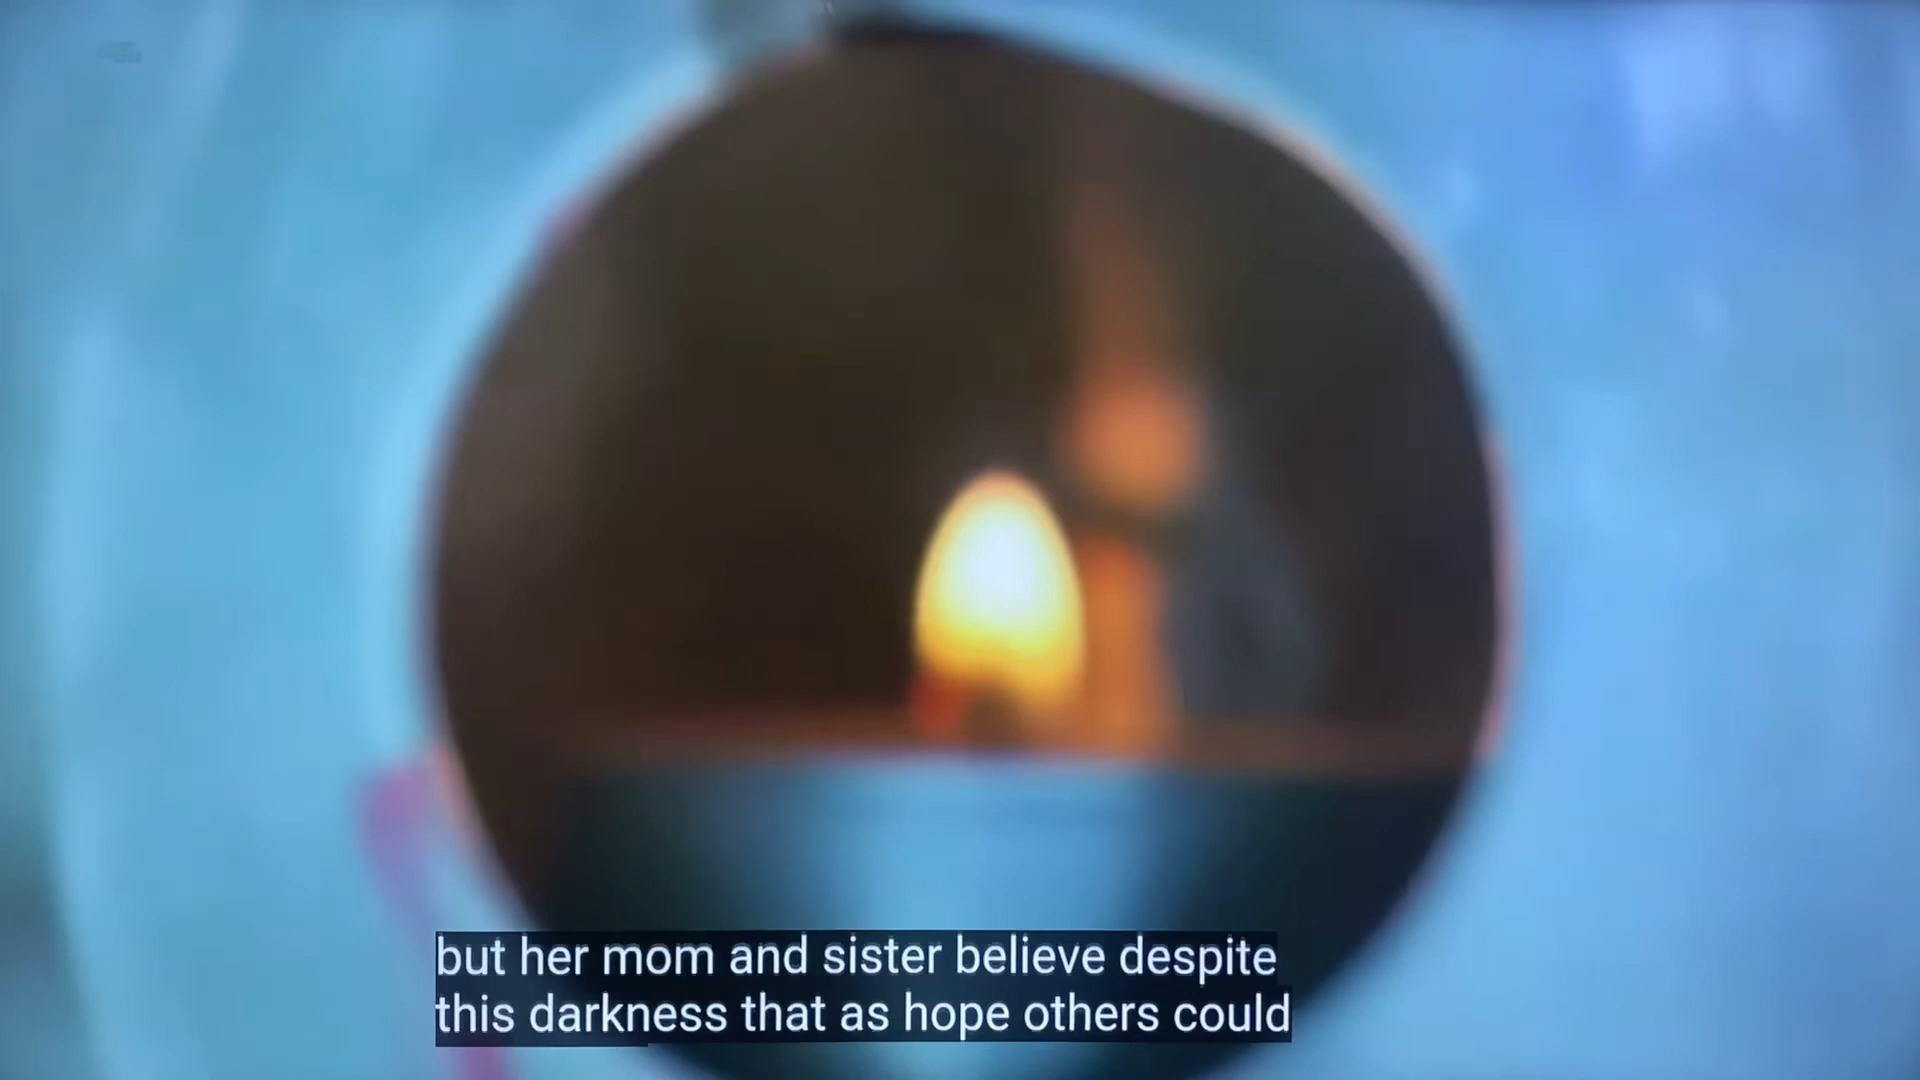 but her mom and sister believe despite
this darkness that as hope others could